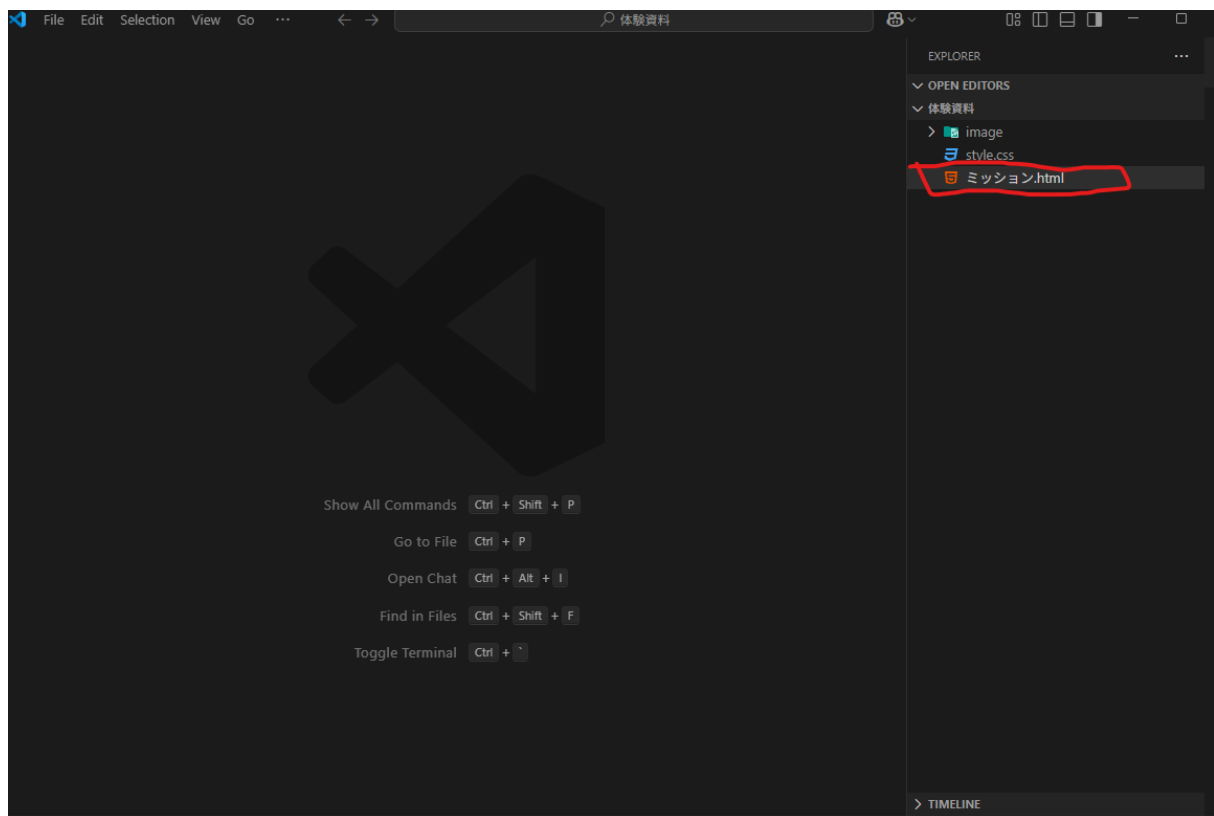 File Edit Selection View Go ··· ← → 体験資料
EXPLORER ···
OPEN EDITORS
体験資料
image
style.css
ミッション.html
Show All Commands Ctrl + Shift + P
Go to File Ctrl + P
Open Chat Ctrl + Alt + I
Find in Files Ctrl + Shift + F
Toggle Terminal Ctrl + `
TIMELINE